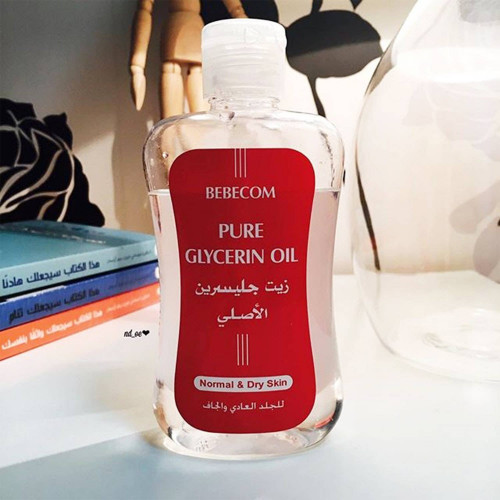 BEBECOM
PURE
GLYCERIN OIL
زيت جليسرين
الأصلي
Normal & Dry Skin
للجلد العادي والجاف
هذا الكتاب سيجعلك هادئا
هذا الكتاب سيجعلك تنام
هذا الكتاب سيجعلك واثقا بنفسك